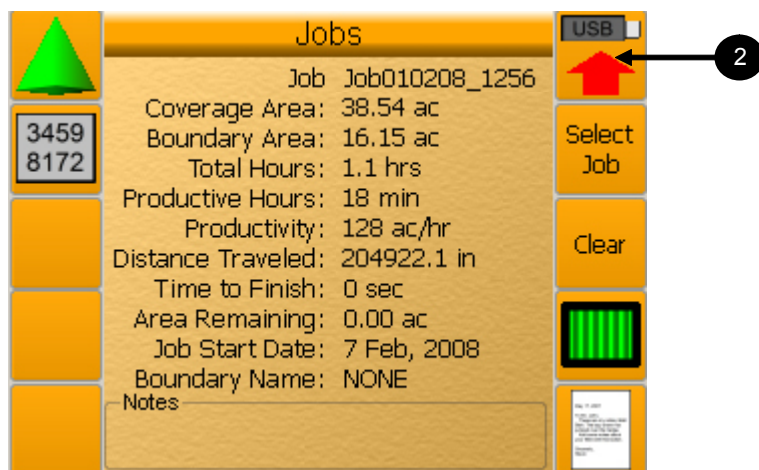 Jobs
USB
2
Job Job010208_1256
Coverage Area: 38.54 ac
3459
8172
Boundary Area: 16.15 ac
Select
Job
Total Hours: 1.1 hrs
Productive Hours: 18 min
Productivity: 128 ac/hr
Clear
Distance Traveled: 204922.1 in
Time to Finish: 0 sec
Area Remaining: 0.00 ac
Job Start Date: 7 Feb, 2008
Boundary Name: NONE
Notes